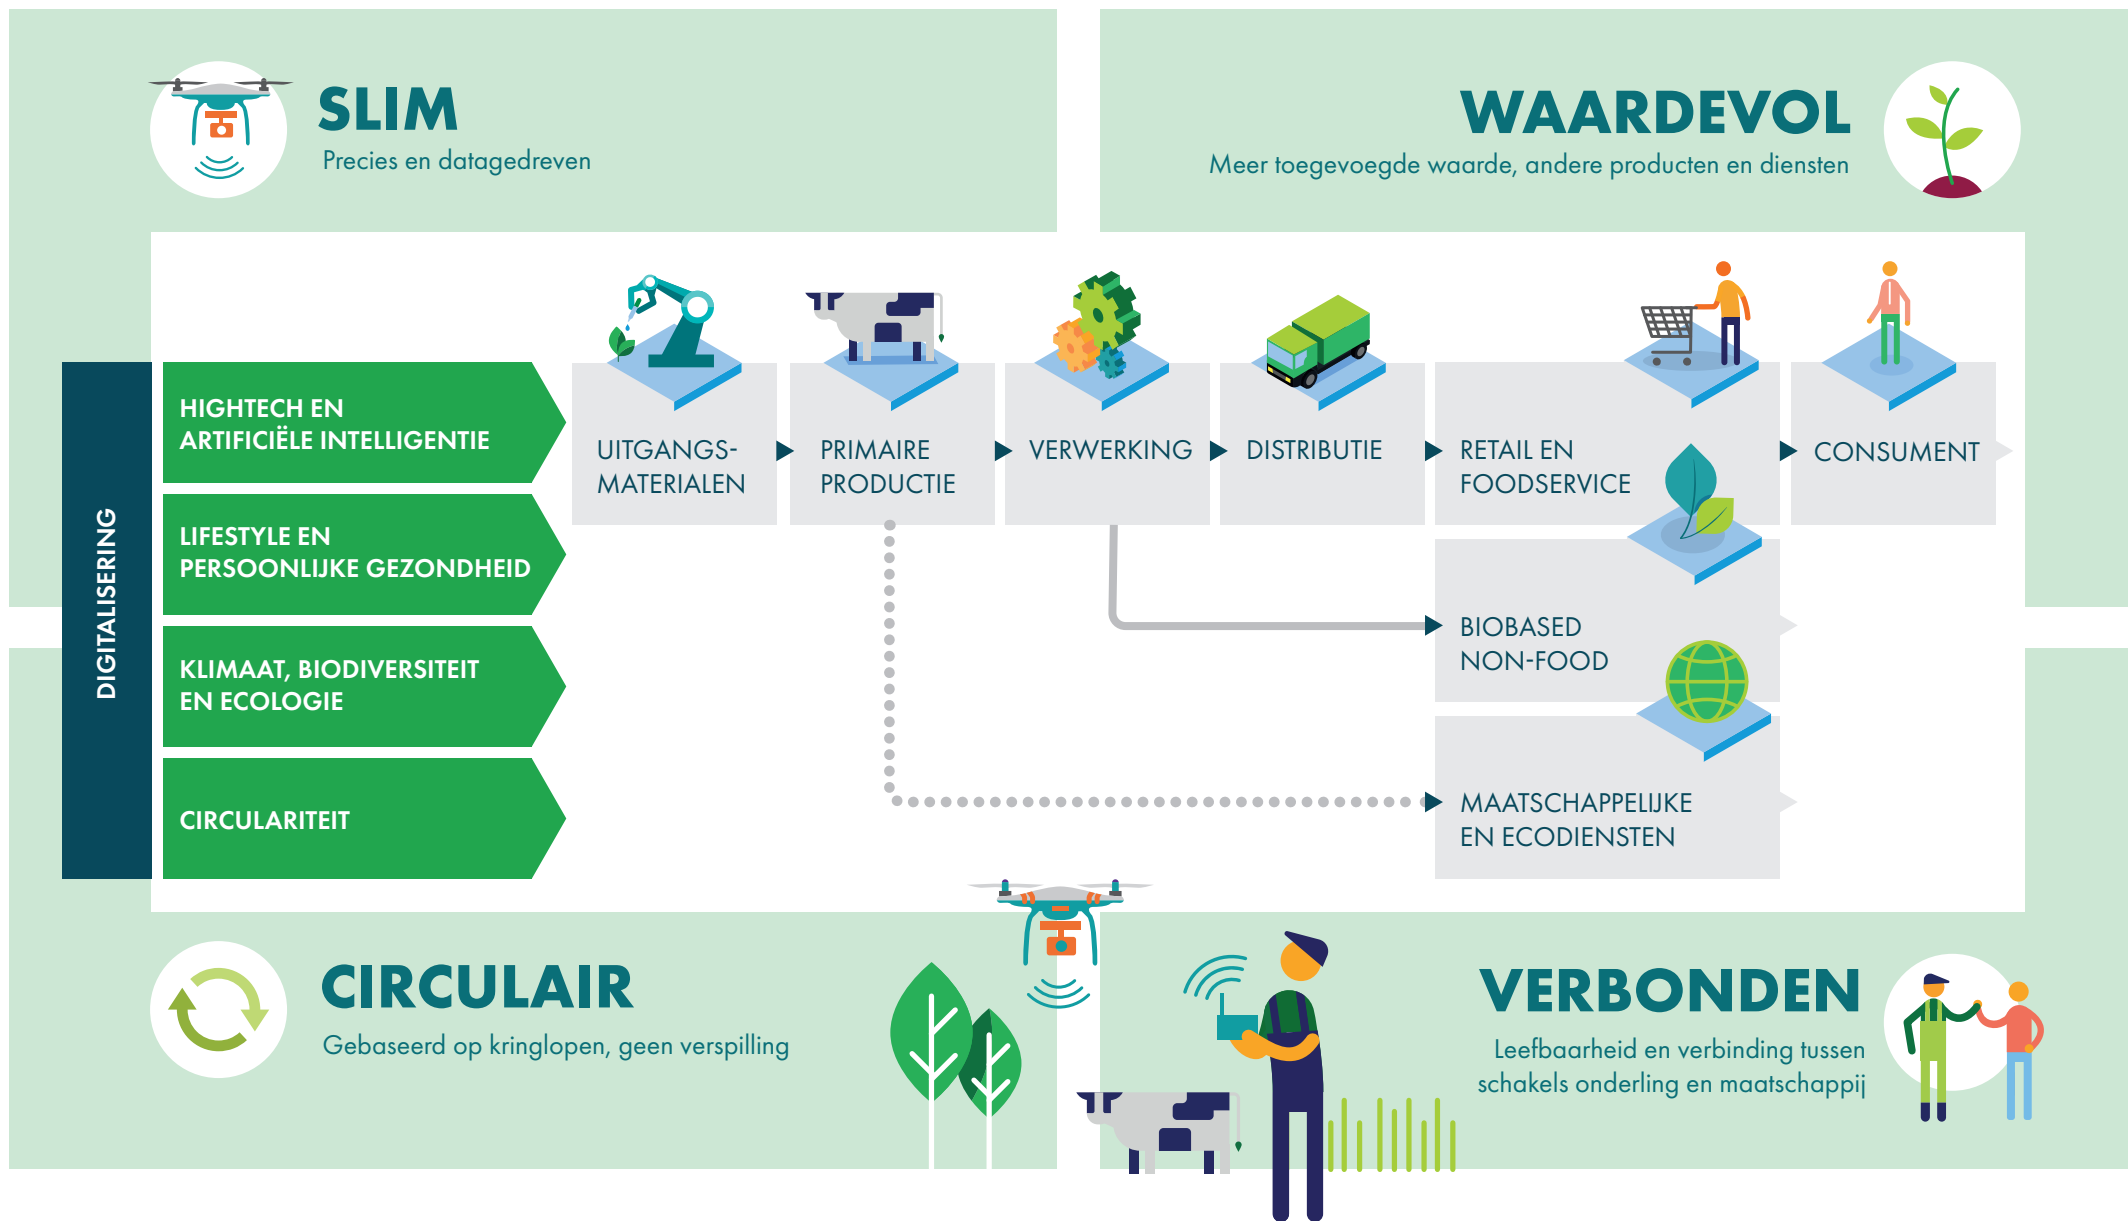 SLIM
Precies en datagedreven
WAARDEVOL
Meer toegevoegde waarde, andere producten en diensten
DIGITALISERING
HIGHTECH EN
ARTIFICIËLE INTELLIGENTIE
LIFESTYLE EN
PERSOONLIJKE GEZONDHEID
KLIMAAT, BIODIVERSITEIT
EN ECOLOGIE
CIRCULARITEIT
UITGANGS-
MATERIALEN
PRIMAIRE
PRODUCTIE
VERWERKING
DISTRIBUTIE
RETAIL EN
FOODSERVICE
CONSUMENT
BIOBASED
NON-FOOD
MAATSCHAPPELIJKE
EN ECODIENSTEN
CIRCULAIR
Gebaseerd op kringlopen, geen verspilling
VERBONDEN
Leefbaarheid en verbinding tussen
schakels onderling en maatschappij